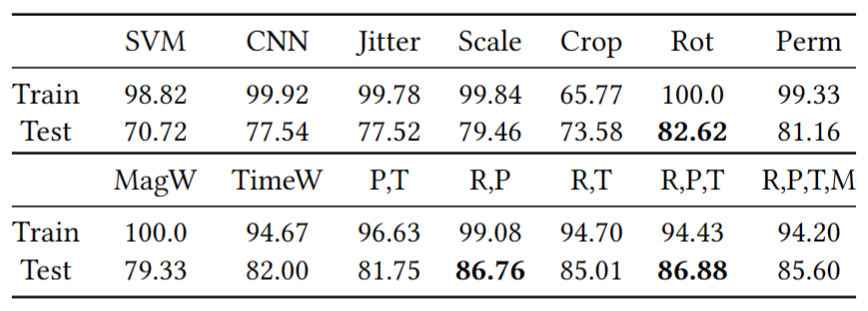 SVM CNN Jitter Scale Crop Rot Perm
Train 98.82 99.92 99.78 99.84 65.77 100.0 99.33
Test 70.72 77.54 77.52 79.46 73.58 82.62 81.16
MagW TimeW P,T R,P R,T R,P,T R,P,T,M
Train 100.0 94.67 96.63 99.08 94.70 94.43 94.20
Test 79.33 82.00 81.75 86.76 85.01 86.88 85.60